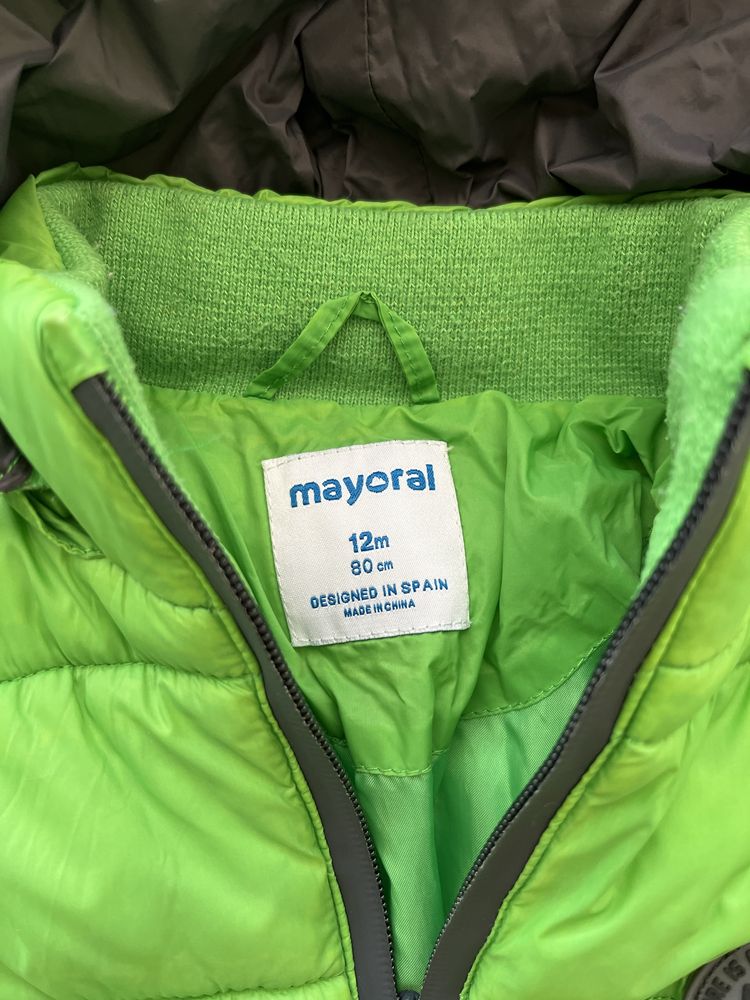 mayoral
12m
80 cm
DESIGNED IN SPAIN
MADE IN CHINA